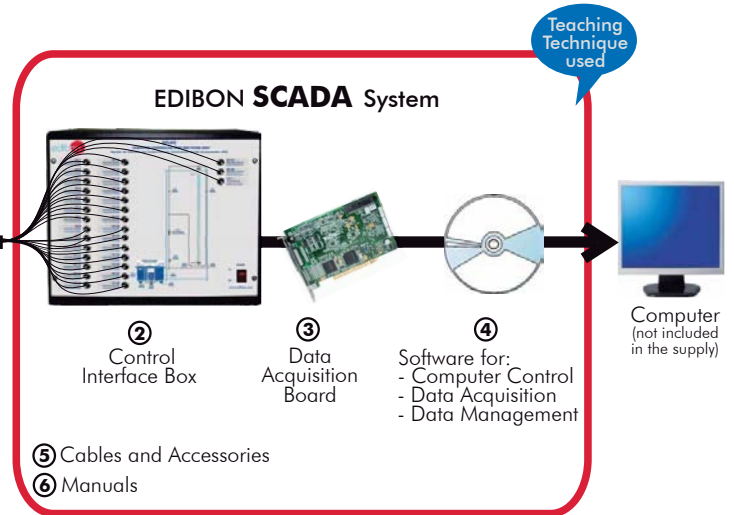 Teaching
Technique
used
EDIBON SCADA System
2
Control
Interface Box
3
Data
Acquisition
Board
4
Software for:
- Computer Control
- Data Acquisition
- Data Management
Computer
(not included
in the supply)
5 Cables and Accessories
6 Manuals